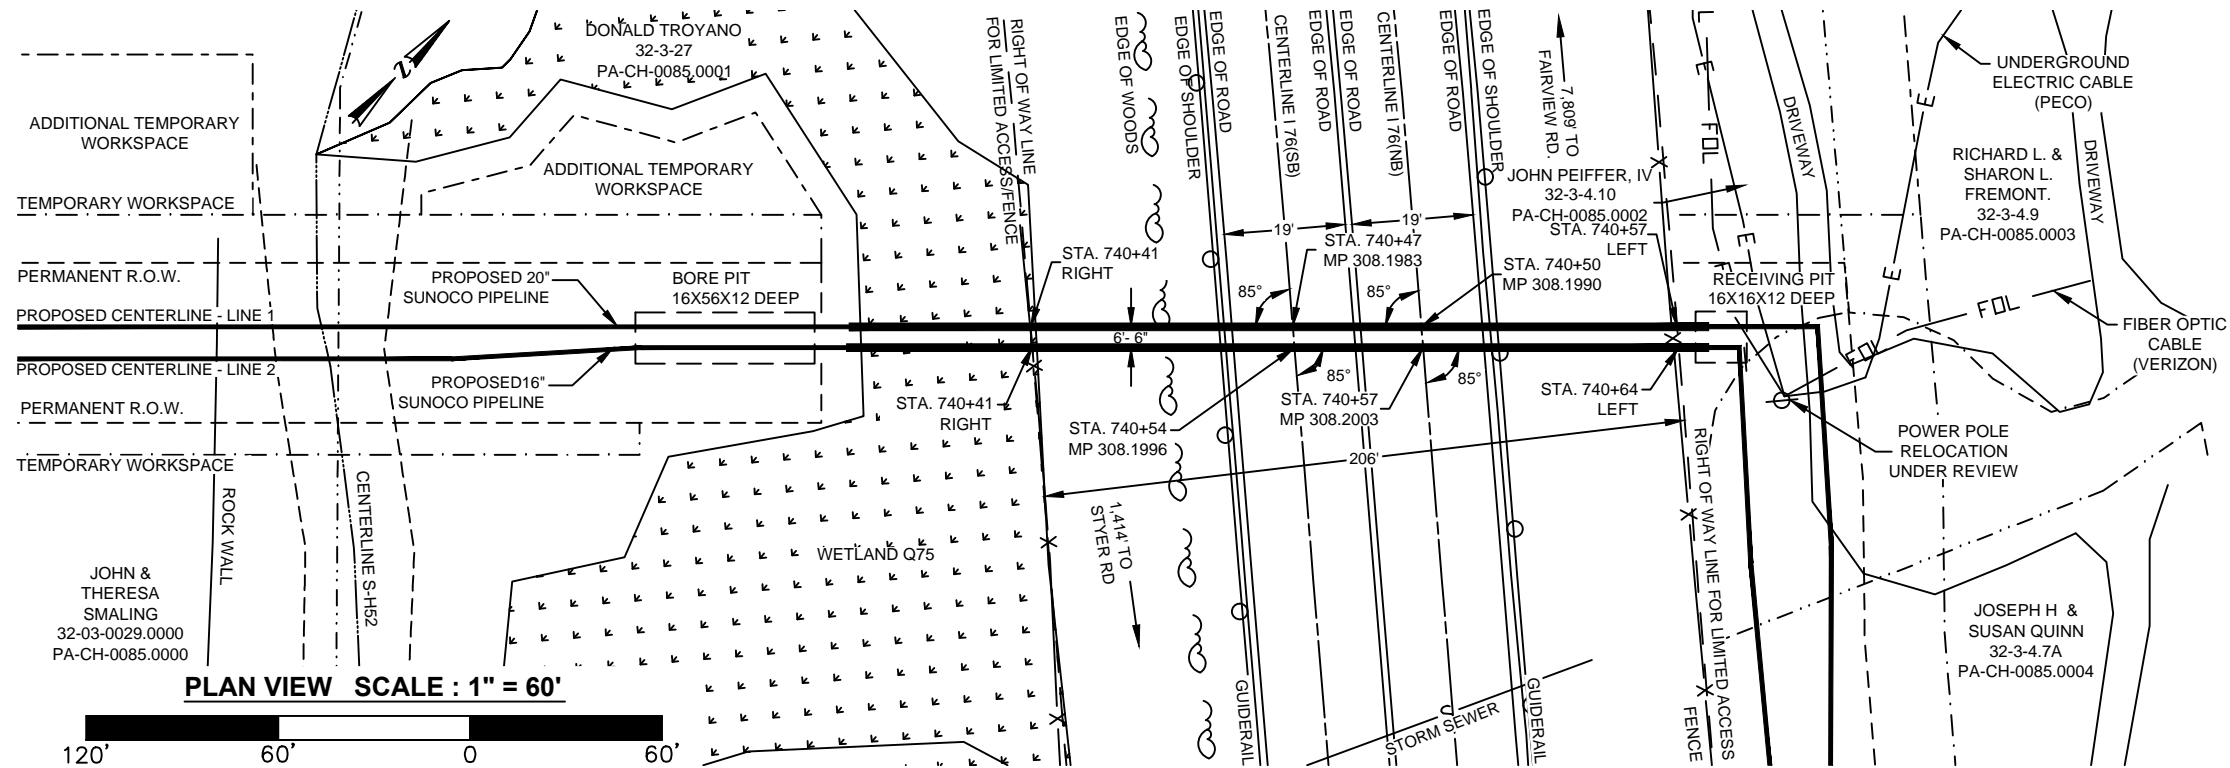 DONALD TROYANO
32-3-27
PA-CH-0085.0001
Z
ADDITIONAL TEMPORARY
WORKSPACE
ADDITIONAL TEMPORARY
WORKSPACE
TEMPORARY WORKSPACE
PERMANENT R.O.W.
PROPOSED 20"
SUNOCO PIPELINE
BORE PIT
16X56X12 DEEP
PROPOSED CENTERLINE - LINE 1
PROPOSED CENTERLINE - LINE 2
PROPOSED16"
SUNOCO PIPELINE
PERMANENT R.O.W.
TEMPORARY WORKSPACE
ROCK WALL
CENTERLINE S-H52
JOHN &
THERESA
SMALING
32-03-0029.0000
PA-CH-0085.0000
WETLAND Q75
RIGHT OF WAY LINE
FOR LIMITED ACCESS/FENCE
EDGE OF WOODS
EDGE OF SHOULDER
EDGE OF ROAD
CENTERLINE I 76(SB)
EDGE OF ROAD
EDGE OF ROAD
CENTERLINE I 76(NB)
EDGE OF ROAD
EDGE OF SHOULDER
7,809' TO
FAIRVIEW RD.
19'
19'
STA. 740+41
RIGHT
STA. 740+47
MP 308.1983
STA. 740+50
MP 308.1990
85°
85°
6'- 6"
85°
85°
STA. 740+41
RIGHT
STA. 740+54
MP 308.1996
STA. 740+57
MP 308.2003
STA. 740+64
LEFT
206'
1,414' TO
STYER RD
JOHN PEIFFER, IV
32-3-4.10
PA-CH-0085.0002
STA. 740+57
LEFT
RECEIVING PIT
16X16X12 DEEP
E
FOL
E
E
E
FOL
FOL
DRIVEWAY
DRIVEWAY
UNDERGROUND
ELECTRIC CABLE
(PECO)
RICHARD L. &
SHARON L.
FREMONT.
32-3-4.9
PA-CH-0085.0003
FIBER OPTIC
CABLE
(VERIZON)
POWER POLE
RELOCATION
UNDER REVIEW
JOSEPH H &
SUSAN QUINN
32-3-4.7A
PA-CH-0085.0004
RIGHT OF WAY LINE FOR LIMITED ACCESS
FENCE
GUIDERAIL
GUIDERAIL
STORM SEWER
PLAN VIEW SCALE : 1" = 60'
120' 60' 0 60'